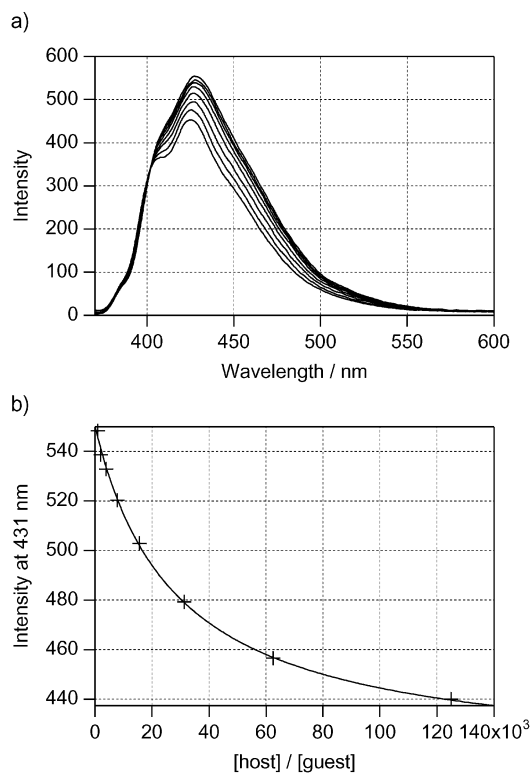 a)
600
500
400
300
200
100
0
Intensity
400 450 500 550 600
Wavelength / nm
b)
540
520
500
480
460
440
Intensity at 431 nm
0 20 40 60 80 100 120 140x10³
[host] / [guest]